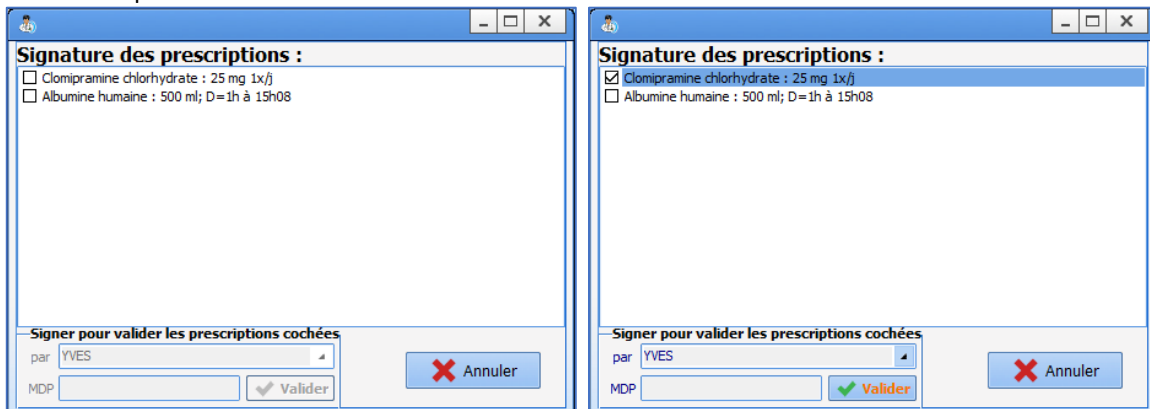 Signature des prescriptions :
Clomipramine chlorhydrate : 25 mg 1x/j
Albumine humaine : 500 ml; D=1h à 15h08
Signer pour valider les prescriptions cochées
par YVES
Annuler
MDP Valider
Signature des prescriptions :
Clomipramine chlorhydrate : 25 mg 1x/j
Albumine humaine : 500 ml; D=1h à 15h08
Signer pour valider les prescriptions cochées
par YVES
Annuler
MDP Valider